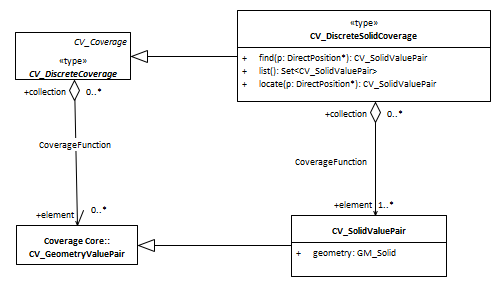 CV_Coverage
«type»
CV_DiscreteCoverage
«type»
CV_DiscreteSolidCoverage
+ find(p: DirectPosition*): CV_SolidValuePair
+ list(): Set<CV_SolidValuePair>
+ locate(p: DirectPosition*): CV_SolidValuePair
+collection 0..*
+collection 0..*
CoverageFunction
CoverageFunction
+element 0..*
+element 1..*
Coverage Core::
CV_GeometryValuePair
CV_SolidValuePair
+ geometry: GM_Solid